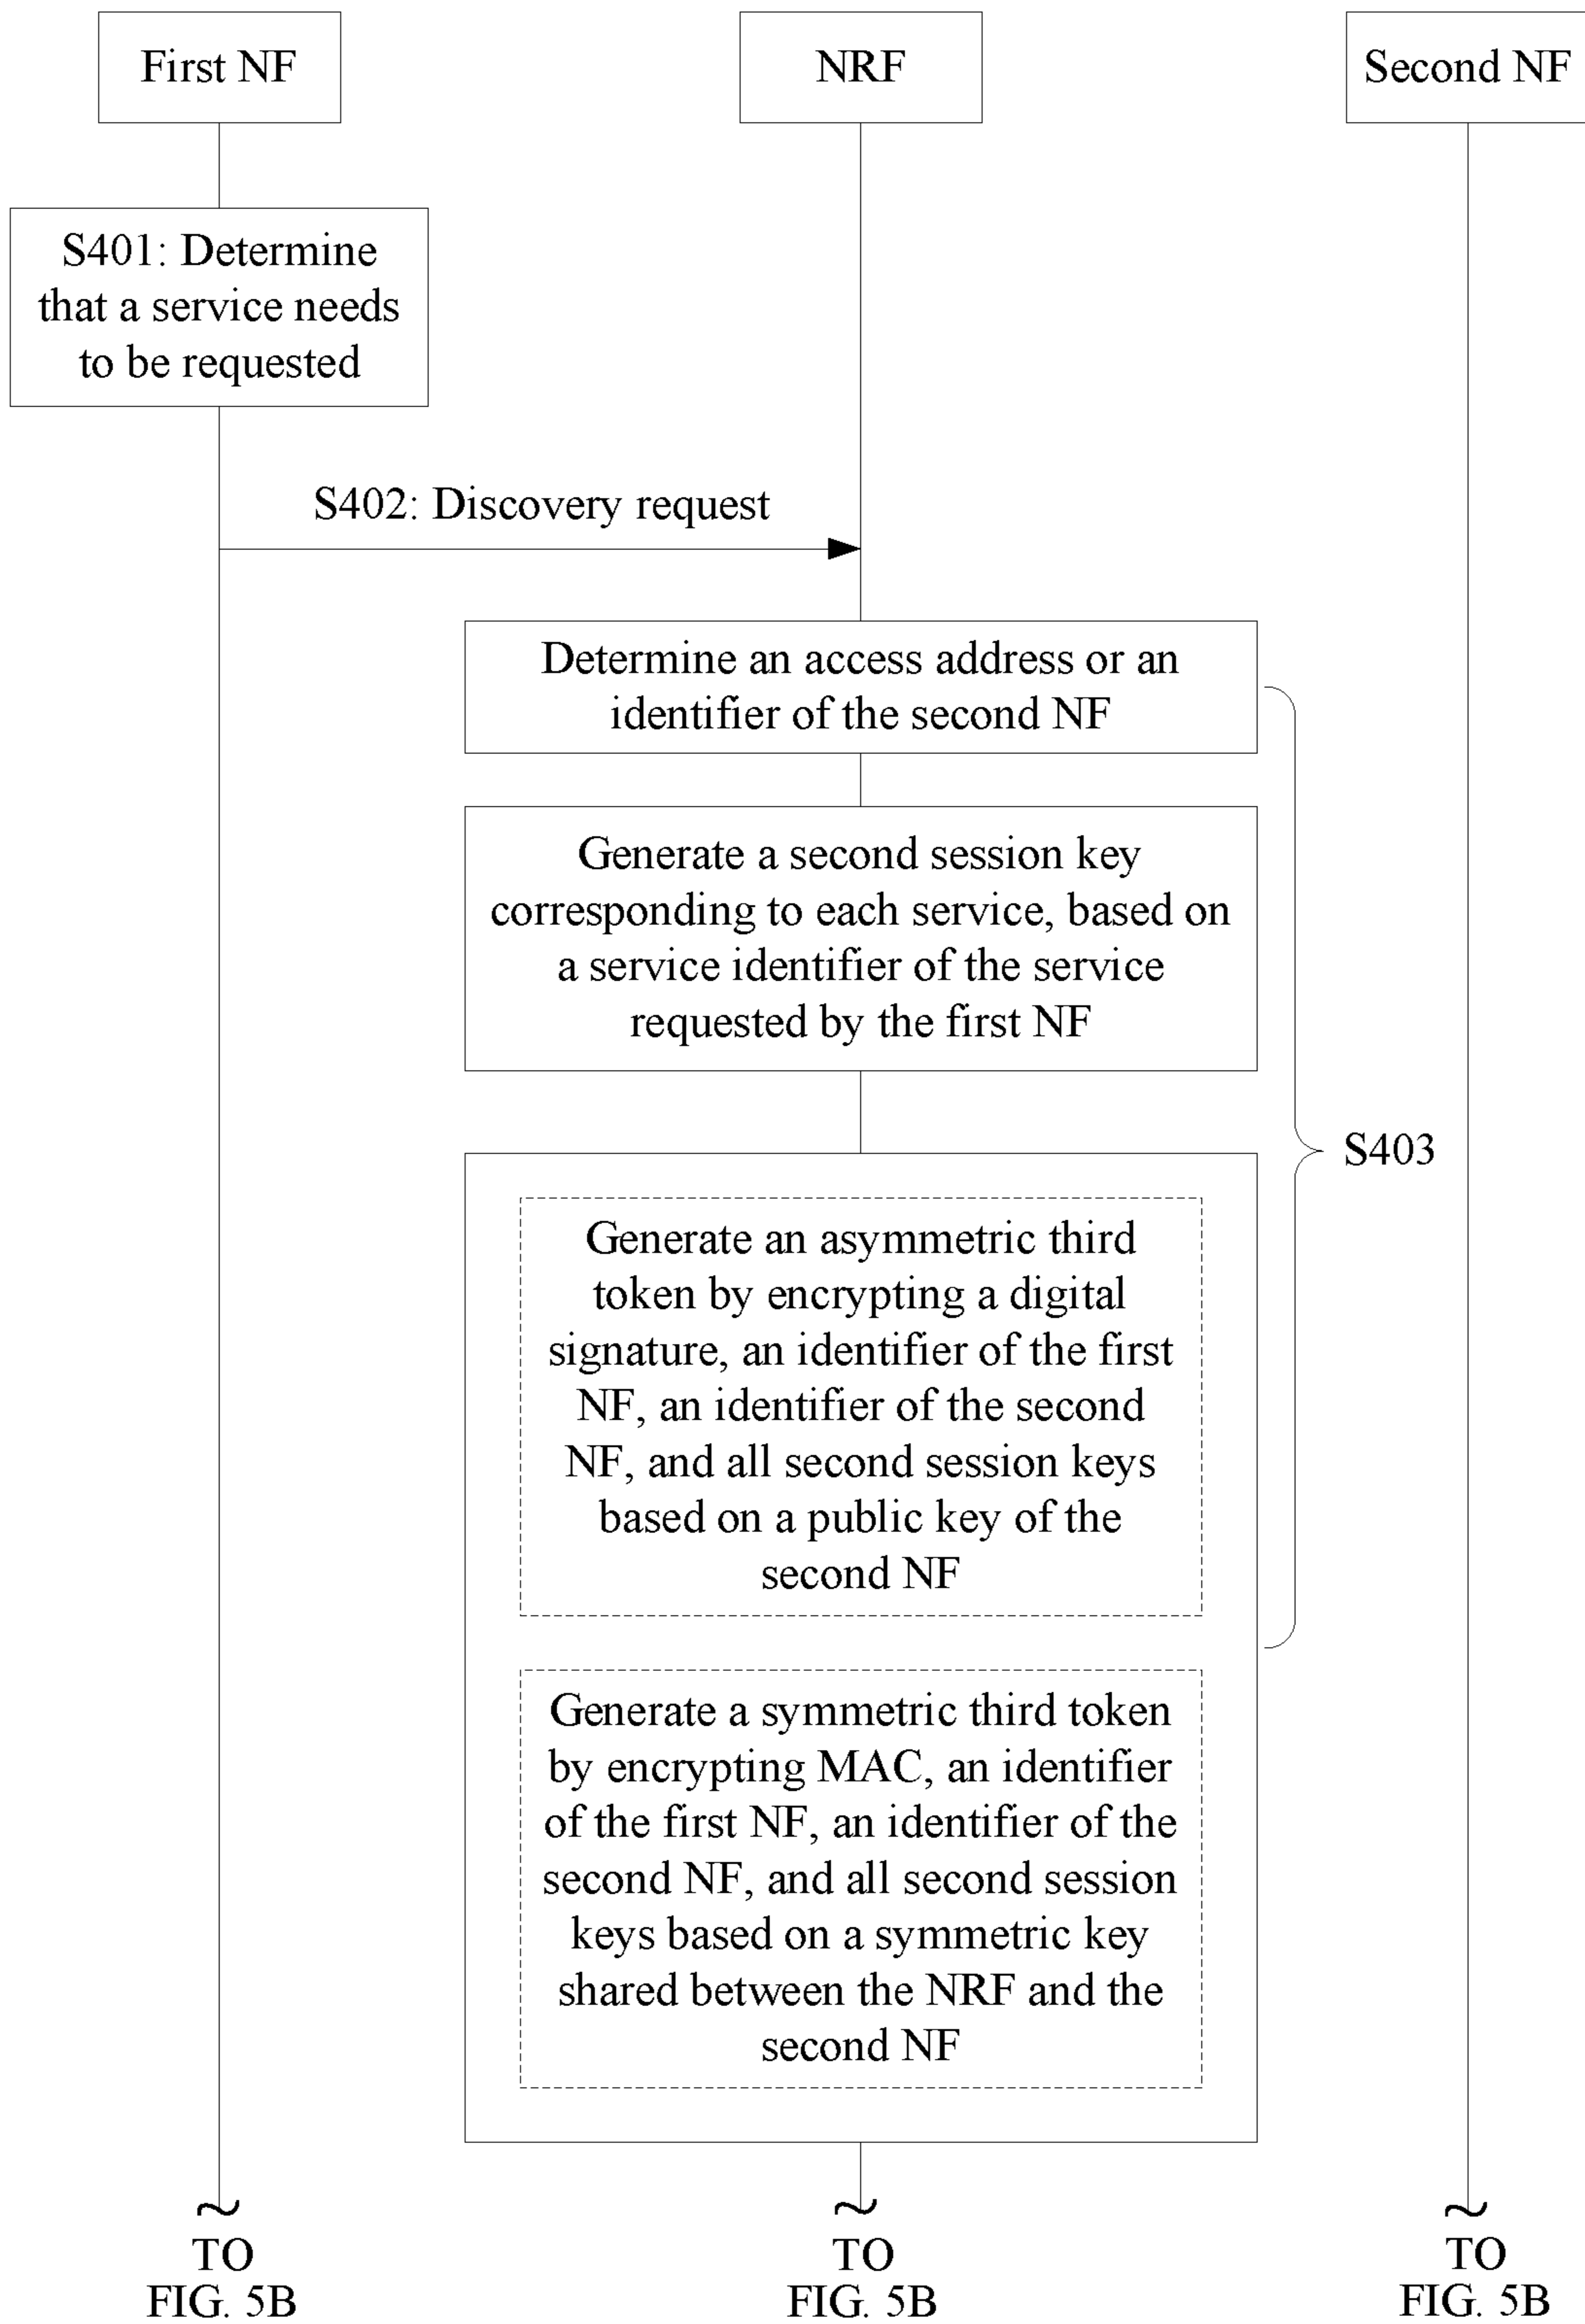 First NF
NRF
Second NF
S401: Determine
that a service needs
to be requested
S402: Discovery request
Determine an access address or an
identifier of the second NF
Generate a second session key
corresponding to each service, based on
a service identifier of the service
requested by the first NF
S403
Generate an asymmetric third
token by encrypting a digital
signature, an identifier of the first
NF, an identifier of the second
NF, and all second session keys
based on a public key of the
second NF
Generate a symmetric third token
by encrypting MAC, an identifier
of the first NF, an identifier of the
second NF, and all second session
keys based on a symmetric key
shared between the NRF and the
second NF
TO
FIG. 5B
TO
FIG. 5B
TO
FIG. 5B